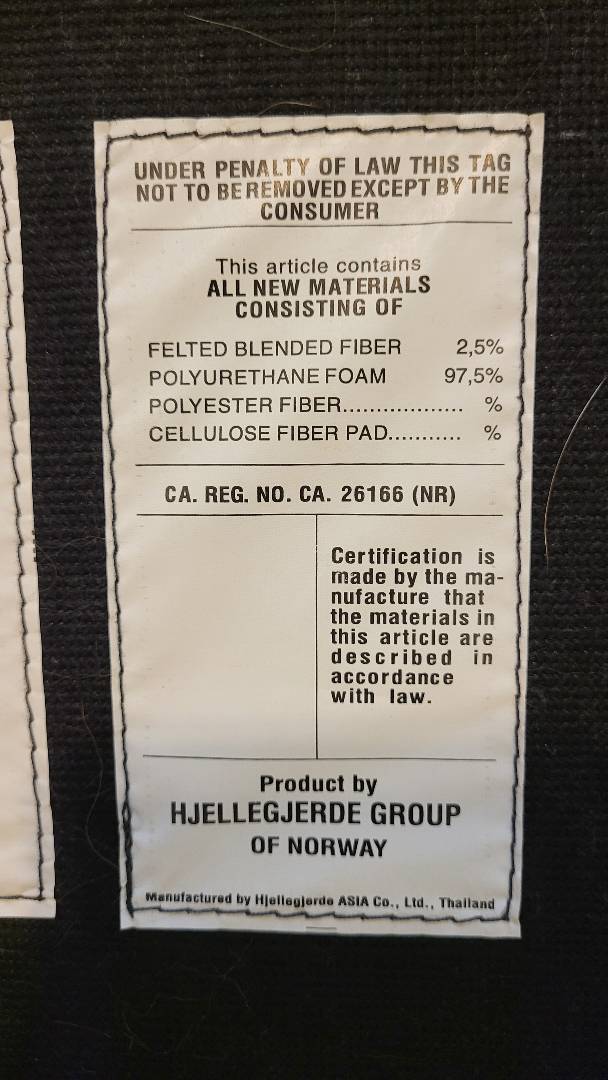 UNDER PENALTY OF LAW THIS TAG
NOT TO BE REMOVED EXCEPT BY THE
CONSUMER
This article contains
ALL NEW MATERIALS
CONSISTING OF
FELTED BLENDED FIBER 2,5%
POLYURETHANE FOAM 97,5%
POLYESTER FIBER................... %
CELLULOSE FIBER PAD........... %
CA. REG. NO. CA. 26166 (NR)
Certification is
made by the ma-
nufacture that
the materials in
this article are
described in
accordance
with law.
Product by
HJELLEGJERDE GROUP
OF NORWAY
Manufactured by Hjellegjerde ASIA Co., Ltd., Thailand